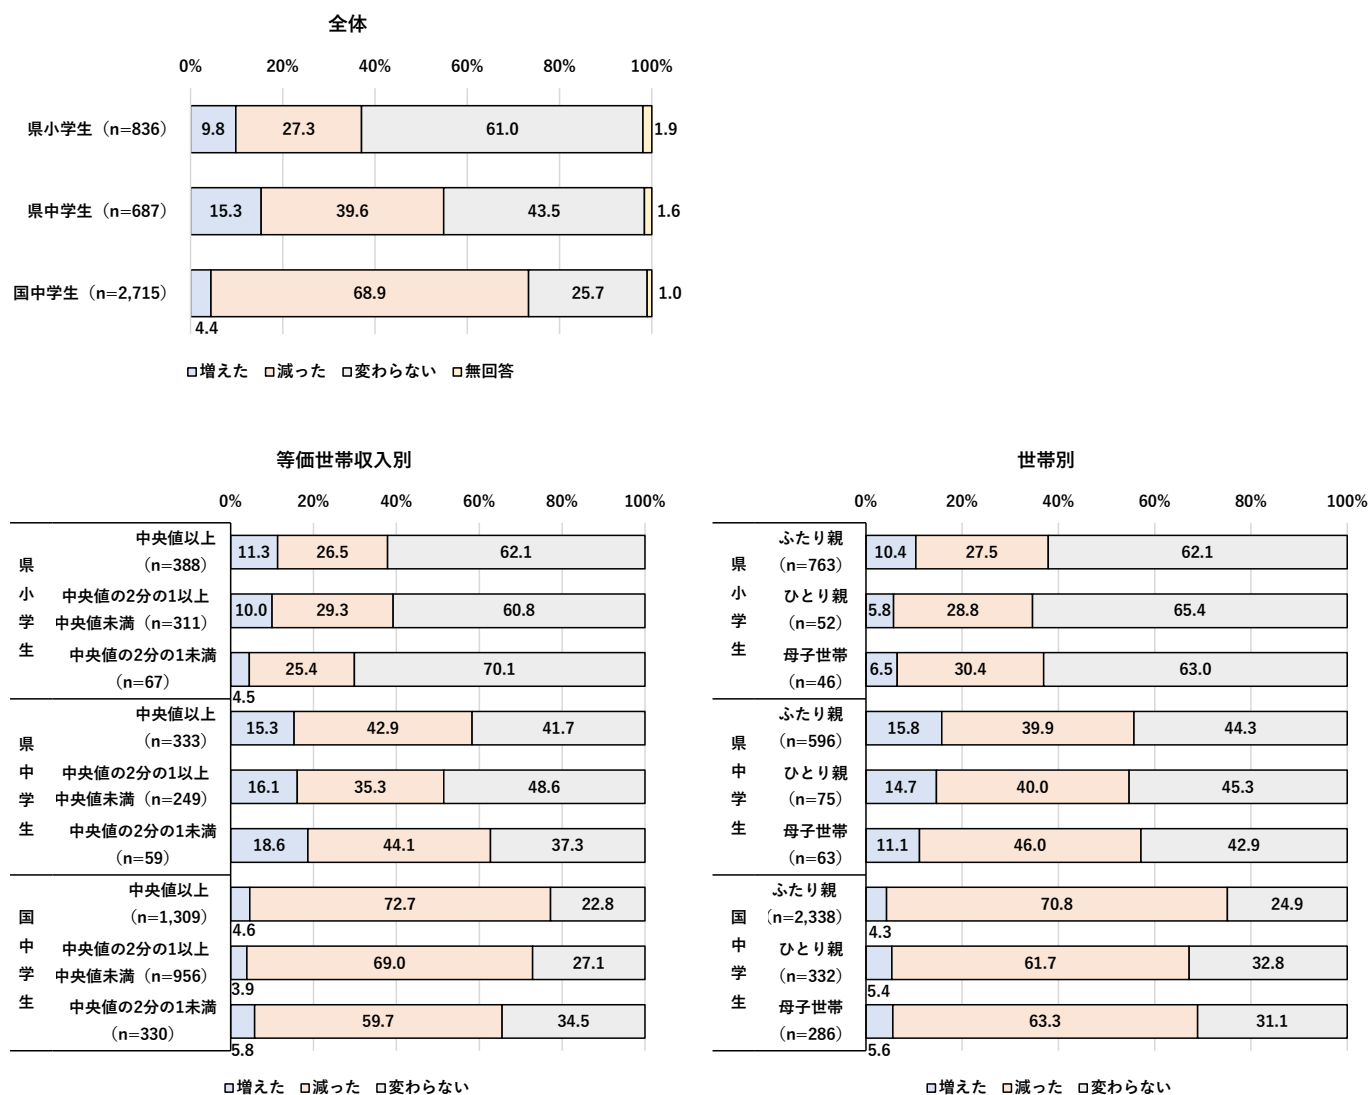 全体
0% 20% 40% 60% 80% 100%
県小学生（n=836） 9.8 27.3 61.0 1.9
県中学生（n=687） 15.3 39.6 43.5 1.6
国中学生（n=2,715） 68.9 25.7 1.0
4.4
増えた 減った 変わらない 無回答
等価世帯収入別
0% 20% 40% 60% 80% 100%
県小学生
中央値以上
（n=388） 11.3 26.5 62.1
中央値の2分の1以上
中央値未満（n=311） 10.0 29.3 60.8
中央値の2分の1未満
（n=67） 25.4 70.1
4.5
県中学生
中央値以上
（n=333） 15.3 42.9 41.7
中央値の2分の1以上
中央値未満（n=249） 16.1 35.3 48.6
中央値の2分の1未満
（n=59） 18.6 44.1 37.3
国中学生
中央値以上
（n=1,309） 72.7 22.8
4.6
中央値の2分の1以上
中央値未満（n=956） 69.0 27.1
3.9
中央値の2分の1未満
（n=330） 59.7 34.5
5.8
増えた 減った 変わらない
世帯別
0% 20% 40% 60% 80% 100%
県小学生
ふたり親
（n=763） 10.4 27.5 62.1
ひとり親
（n=52） 5.8 28.8 65.4
母子世帯
（n=46） 6.5 30.4 63.0
県中学生
ふたり親
（n=596） 15.8 39.9 44.3
ひとり親
（n=75） 14.7 40.0 45.3
母子世帯
（n=63） 11.1 46.0 42.9
国中学生
ふたり親
（n=2,338） 70.8 24.9
4.3
ひとり親
（n=332） 61.7 32.8
5.4
母子世帯
（n=286） 63.3 31.1
5.6
増えた 減った 変わらない